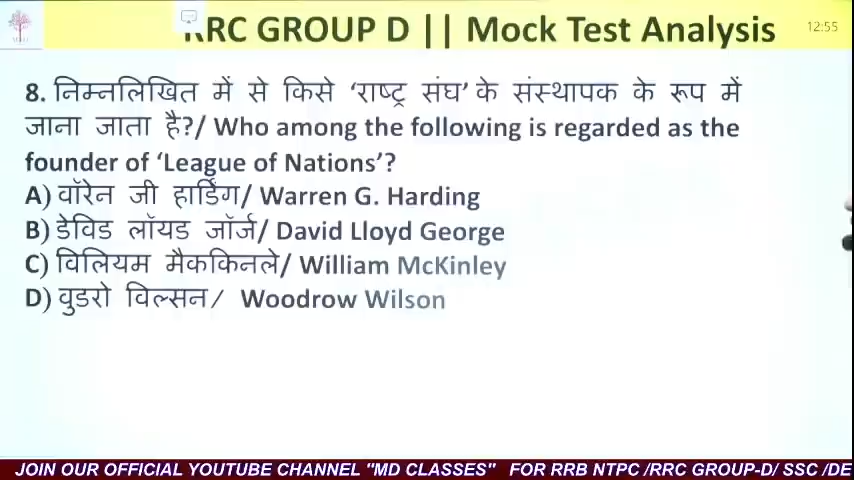 RRC GROUP D || Mock Test Analysis
12:55
8. निम्नलिखित में से किसे ‘राष्ट्र संघ’ के संस्थापक के रूप में
जाना जाता है?/ Who among the following is regarded as the
founder of ‘League of Nations’?
A) वॉरेन जी हार्डिंग/ Warren G. Harding
B) डेविड लॉयड जॉर्ज/ David Lloyd George
C) विलियम मैककिनले/ William McKinley
D) वुडरो विल्सन/ Woodrow Wilson
JOIN OUR OFFICIAL YOUTUBE CHANNEL "MD CLASSES" FOR RRB NTPC /RRC GROUP-D/ SSC /DE